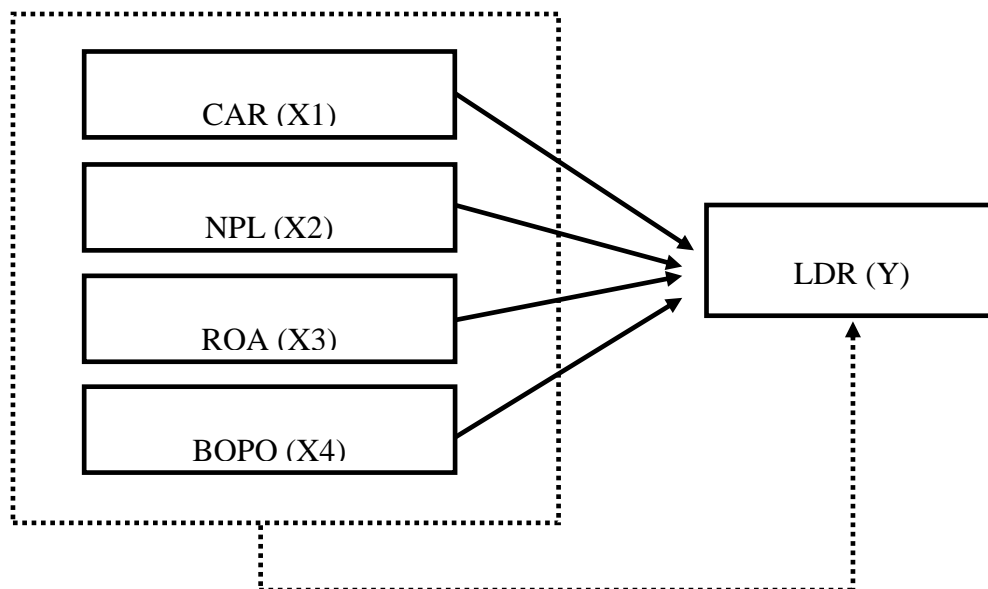 CAR (X1)
NPL (X2)
ROA (X3)
BOPO (X4)
LDR (Y)